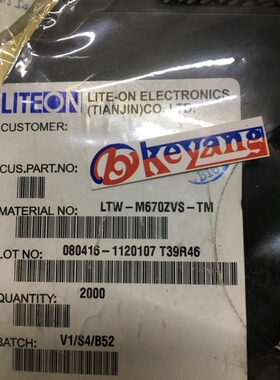 LITEON
LITE-ON ELECTRONICS
(TIANJIN)CO. LTD.
CUSTOMER:
keyang
CUS.PART.NO:
MATERIAL NO: LTW-M670ZVS-TM
LOT NO: 080416-1120107 T39R46
QUANTITY: 2000
BATCH: V1/S4/B52